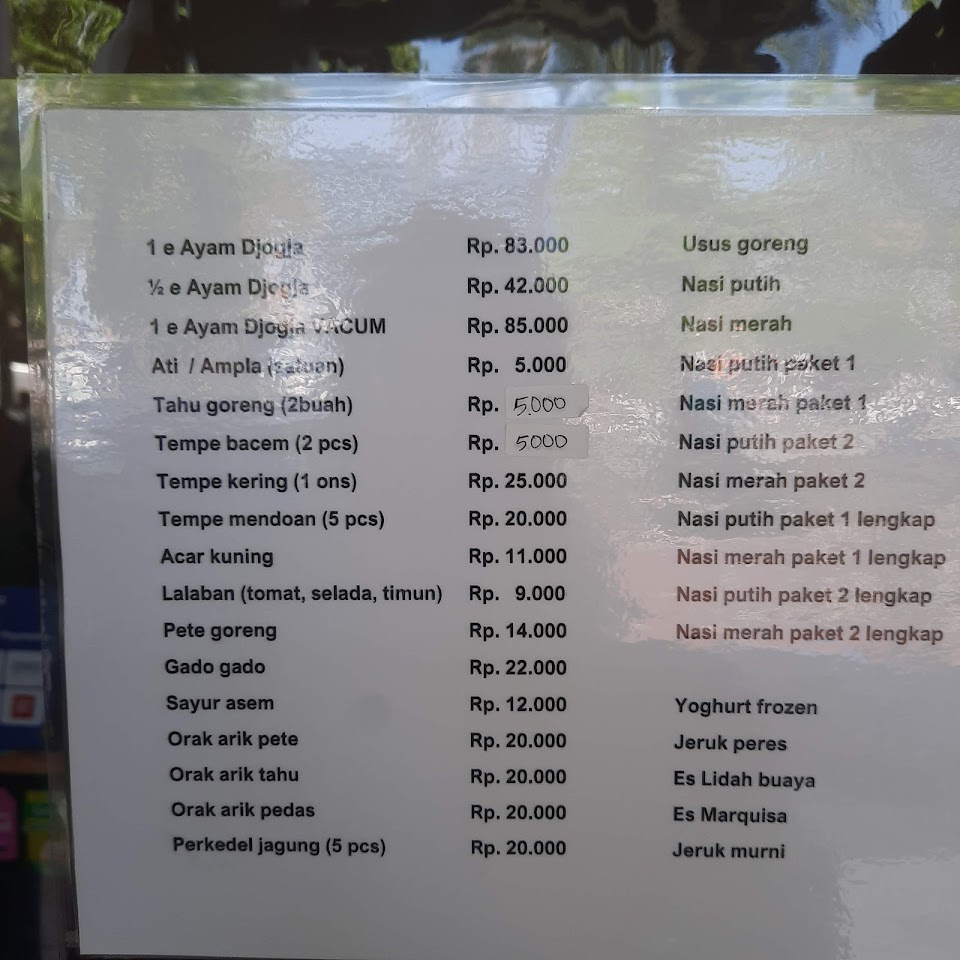 1 e Ayam Djogja Rp. 83.000 Usus goreng
½ e Ayam Djogja Rp. 42.000 Nasi putih
1 e Ayam Djogja VACUM Rp. 85.000 Nasi merah
Ati / Ampla (satuan) Rp. 5.000 Nasi putih paket 1
Tahu goreng (2buah) Rp. 5.000 Nasi merah paket 1
Tempe bacem (2 pcs) Rp. 5000 Nasi putih paket 2
Tempe kering (1 ons) Rp. 25.000 Nasi merah paket 2
Tempe mendoan (5 pcs) Rp. 20.000 Nasi putih paket 1 lengkap
Acar kuning Rp. 11.000 Nasi merah paket 1 lengkap
Lalaban (tomat, selada, timun) Rp. 9.000 Nasi putih paket 2 lengkap
Pete goreng Rp. 14.000 Nasi merah paket 2 lengkap
Gado gado Rp. 22.000
Sayur asem Rp. 12.000 Yoghurt frozen
Orak arik pete Rp. 20.000 Jeruk peres
Orak arik tahu Rp. 20.000 Es Lidah buaya
Orak arik pedas Rp. 20.000 Es Marquisa
Perkedel jagung (5 pcs) Rp. 20.000 Jeruk murni